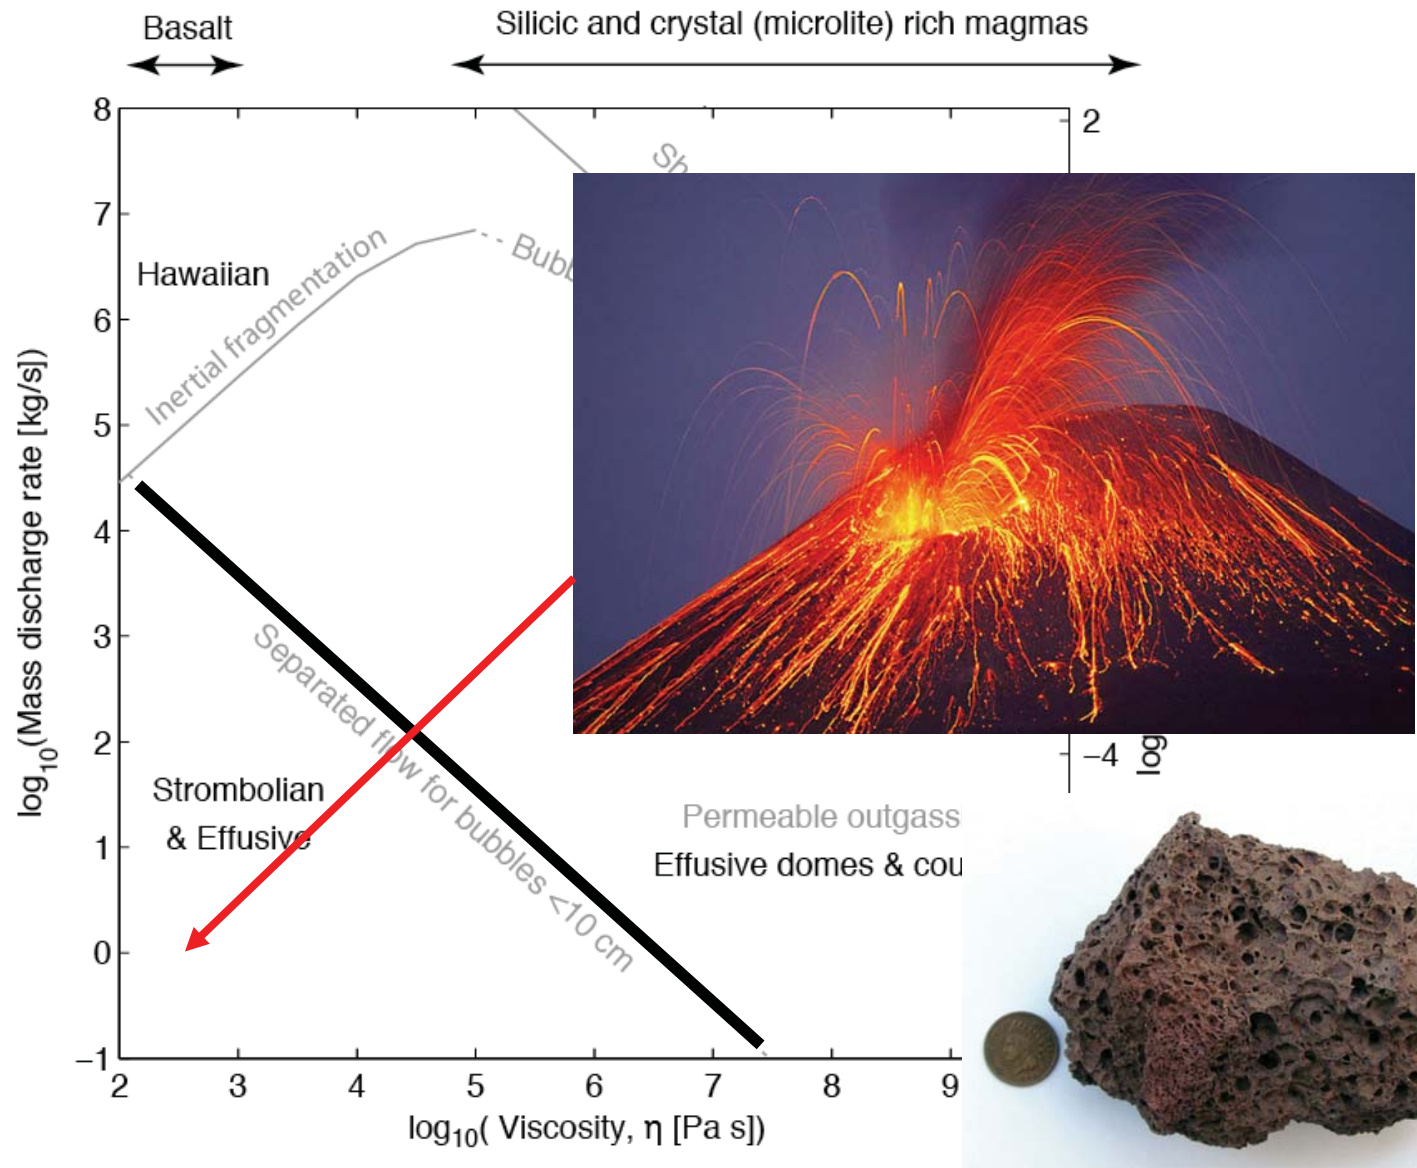 Basalt
Silicic and crystal (microlite) rich magmas
8
7
6
5
4
3
2
1
0
−1
log10(Mass discharge rate [kg/s])
2
−4
log
Sh
Bubb
Inertial fragmentation
Hawaiian
Separated flow for bubbles <10 cm
Strombolian
& Effusive
Permeable outgass
Effusive domes & cou
2 3 4 5 6 7 8 9
log10( Viscosity, η [Pa s])